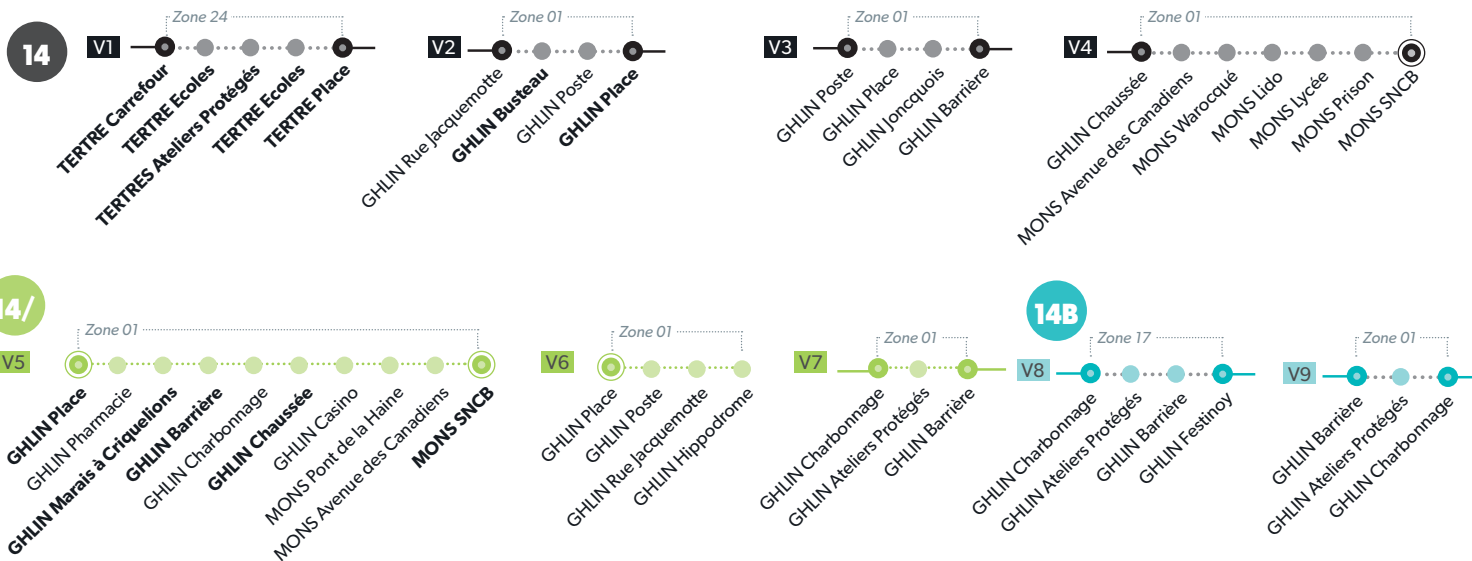 14
V1
Zone 24
TERTRE Carrefour
TERTRE Ecoles
TERTRES Ateliers Protégés
TERTRE Ecoles
TERTRE Place
V2
Zone 01
GHLIN Rue Jacquemotte
GHLIN Busteau
GHLIN Poste
GHLIN Place
V3
Zone 01
GHLIN Poste
GHLIN Place
GHLIN Joncquois
GHLIN Barrière
V4
Zone 01
GHLIN Chaussée
MONS Avenue des Canadiens
MONS Warocqué
MONS Lido
MONS Lycée
MONS Prison
MONS SNCB
14/
V5
Zone 01
GHLIN Place
GHLIN Pharmacie
GHLIN Marais à Criquelions
GHLIN Barrière
GHLIN Charbonnage
GHLIN Chaussée
GHLIN Casino
MONS Pont de la Haine
MONS Avenue des Canadiens
MONS SNCB
V6
Zone 01
GHLIN Place
GHLIN Poste
GHLIN Rue Jacquemotte
GHLIN Hippodrome
V7
Zone 01
GHLIN Charbonnage
GHLIN Ateliers Protégés
GHLIN Barrière
14B
V8
Zone 17
GHLIN Charbonnage
GHLIN Ateliers Protégés
GHLIN Barrière
GHLIN Festinoy
V9
Zone 01
GHLIN Barrière
GHLIN Ateliers Protégés
GHLIN Charbonnage